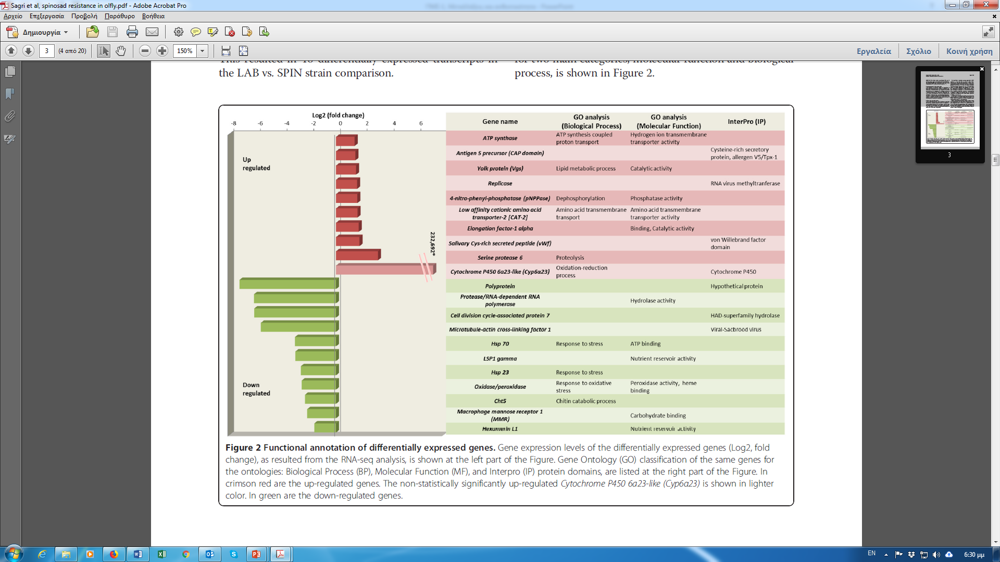 Sagri et al, spinosad resistance in olfly.pdf - Adobe Acrobat Pro
Αρχείο Επεξεργασία Προβολή Παράθυρο Βοήθεια
Δημιουργία
3 (4 από 20) 150% Εργαλεία Σχόλιο Κοινή χρήση
the LAB vs. SPIN strain comparison.
for two main categories, molecular function and biological
process, is shown in Figure 2.
3
Log2 (fold change)
-8 -6 -4 -2 0 2 4 6
Up
regulated
232,692*
Down
regulated
Gene name GO analysis (Biological Process) GO analysis (Molecular Function) InterPro (IP)
ATP synthase ATP synthesis coupled proton transport Hydrogen ion transmembrane transporter activity
Antigen 5 precursor (CAP domain) Cysteine-rich secretory protein, allergen V5/Tpx-1
Yolk protein (Vgs) Lipid metabolic process Catalytic activity
Replicase RNA virus methyltranferase
4-nitro-phenyl-phosphatase (pNPPase) Dephosphorylation Phosphatase activity
Low affinity cationic amino acid transporter-2 [CAT-2] Amino acid transmembrane transport Amino acid transmembrane transporter activity
Elongation factor-1 alpha Binding, Catalytic activity
Salivary Cys-rich secreted peptide (vWf) von Willebrand factor domain
Serine protease 6 Proteolysis
Cytochrome P450 6a23-like (Cyp6α23) Oxidation-reduction process Cytochrome P450
Polyprotein Hypothetical protein
Protease/RNA-dependent RNA polymerase Hydrolase activity
Cell division cycle-associated protein 7 HAD-superfamily hydrolase
Microtubule-actin cross-linking factor 1 Viral-Sacbrood virus
Hsp 70 Response to stress ATP binding
LSP1 gamma Nutrient reservoir activity
Hsp 23 Response to stress
Oxidase/peroxidase Response to oxidative stress Peroxidase activity, heme binding
Cht5 Chitin catabolic process
Macrophage mannose receptor 1 (MMR) Carbohydrate binding
Hexumerin L1 Nutrient reservoir activity
Figure 2 Functional annotation of differentially expressed genes. Gene expression levels of the differentially expressed genes (Log2, fold
change), as resulted from the RNA-seq analysis, is shown at the left part of the Figure. Gene Ontology (GO) classification of the same genes for
the ontologies: Biological Process (BP), Molecular Function (MF), and Interpro (IP) protein domains, are listed at the right part of the Figure. In
crimson red are the up-regulated genes. The non-statistically significantly up-regulated Cytochrome P450 6a23-like (Cyp6a23) is shown in lighter
color. In green are the down-regulated genes.
EN 6:30 μμ